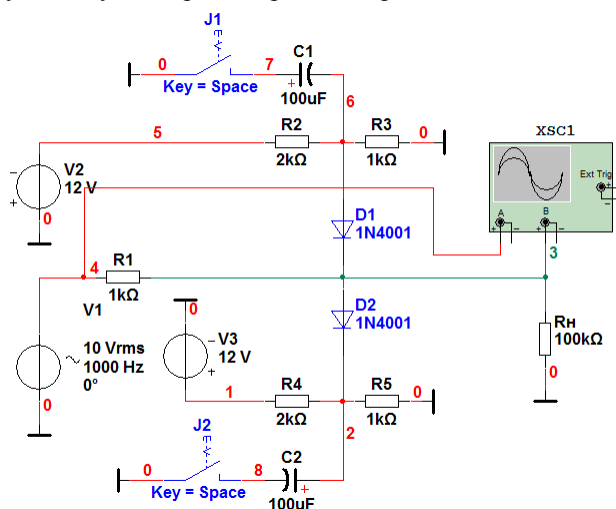 J1
0
7
C1
Key = Space
+
100uF
6
5
R2
R3
0
XSC1
2kΩ
1kΩ
Ext Trig
V2
12 V
0
A
B
D1
1N4001
3
4
R1
1kΩ
V1
0
D2
1N4001
V3
12 V
RH
100kΩ
10 Vrms
1000 Hz
0°
0
0
1
R4
R5
0
2kΩ
1kΩ
J2
2
0
8
C2
Key = Space
+
100uF